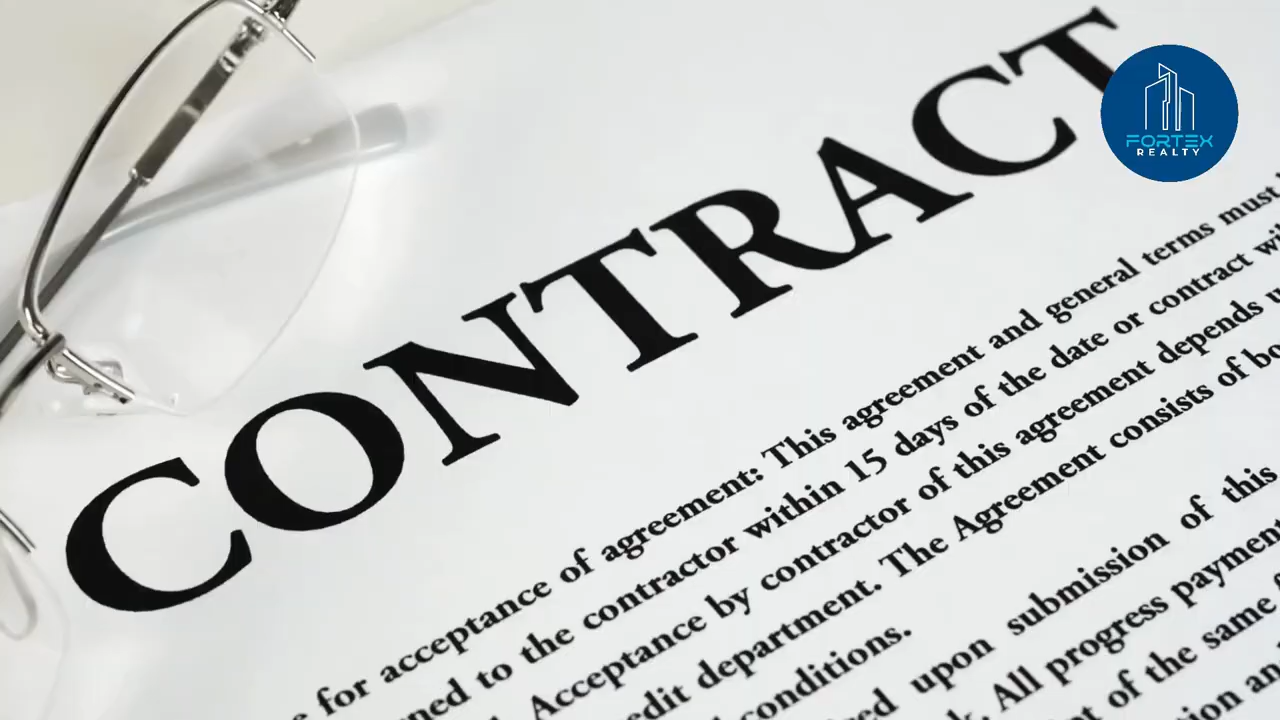 CONTRACT
FORTEX
REALTY
for acceptance of agreement: This agreement and general terms must
to the contractor within 15 days of the date or contract
Acceptance by contractor of this agreement depends
department. The Agreement consists of
conditions.
upon submission of this
All progress payment
of the same